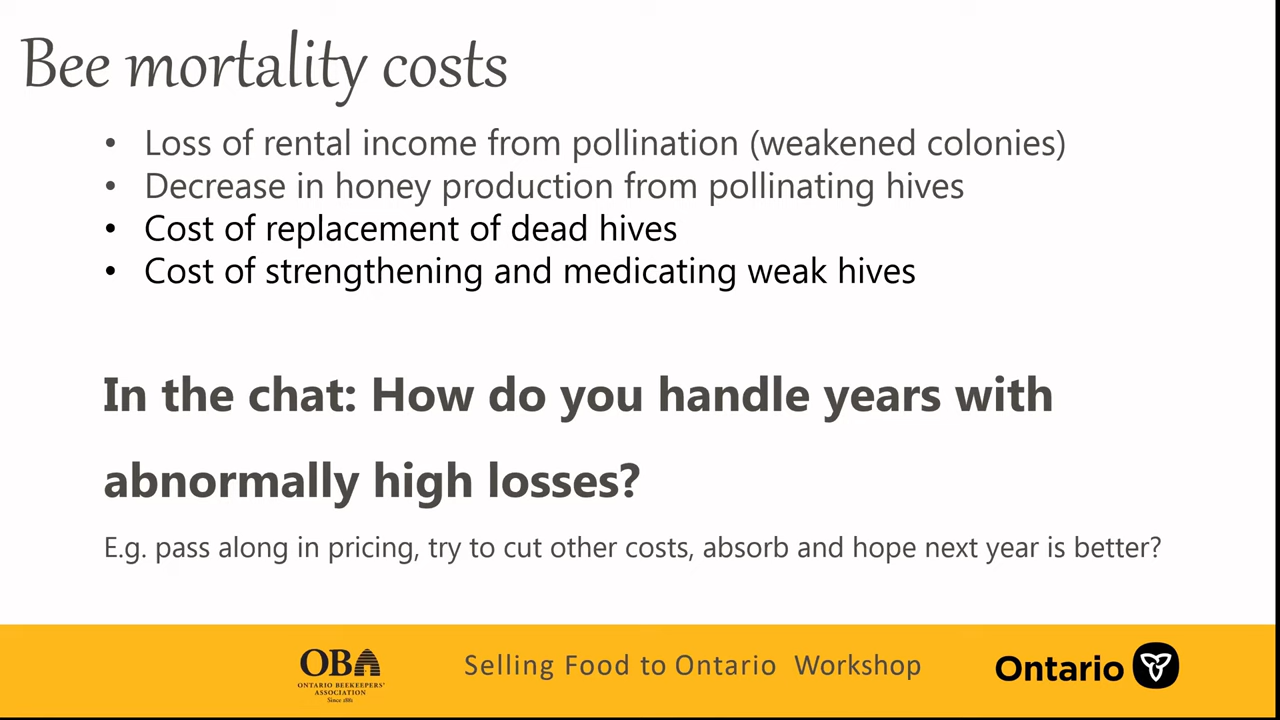 Bee mortality costs
• Loss of rental income from pollination (weakened colonies)
• Decrease in honey production from pollinating hives
• Cost of replacement of dead hives
• Cost of strengthening and medicating weak hives
In the chat: How do you handle years with
abnormally high losses?
E.g. pass along in pricing, try to cut other costs, absorb and hope next year is better?
OBA
ONTARIO BEEKEEPERS'
ASSOCIATION
Since 1881
Selling Food to Ontario Workshop
Ontario